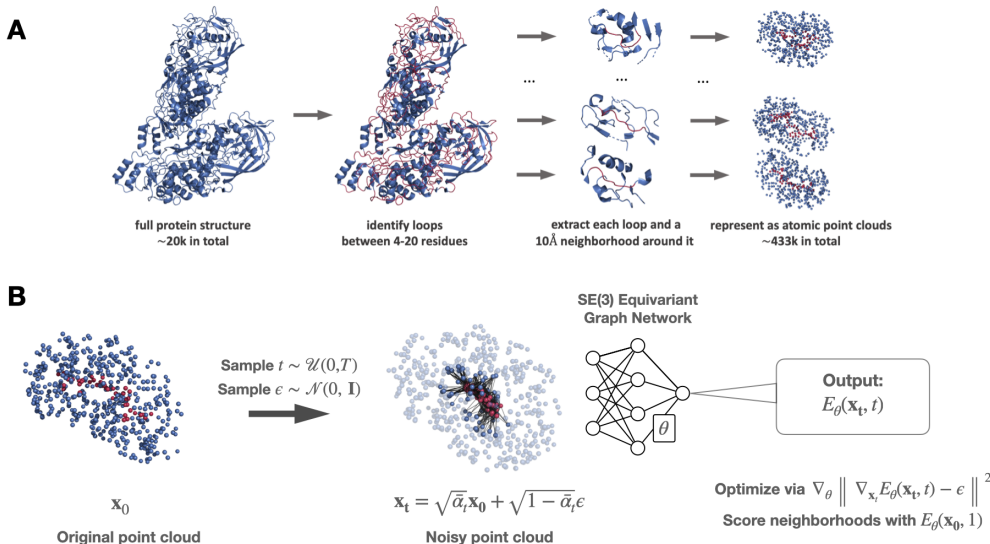 A
...
...
...
full protein structure
~20k in total
identify loops
between 4-20 residues
extract each loop and a
10Å neighborhood around it
represent as atomic point clouds
~433k in total
B
SE(3) Equivariant
Graph Network
Sample t ~ 𝒰(0,T)
Sample ϵ ~ 𝒩(0, I)
θ
Output:
E_θ(x_t, t)
x_0
Original point cloud
x_t = √ᾱ_t x_0 + √1 − ᾱ_t ϵ
Noisy point cloud
Optimize via ∇_θ ‖ ∇_{x_t} E_θ(x_t, t) − ϵ ‖²
Score neighborhoods with E_θ(x_0, 1)